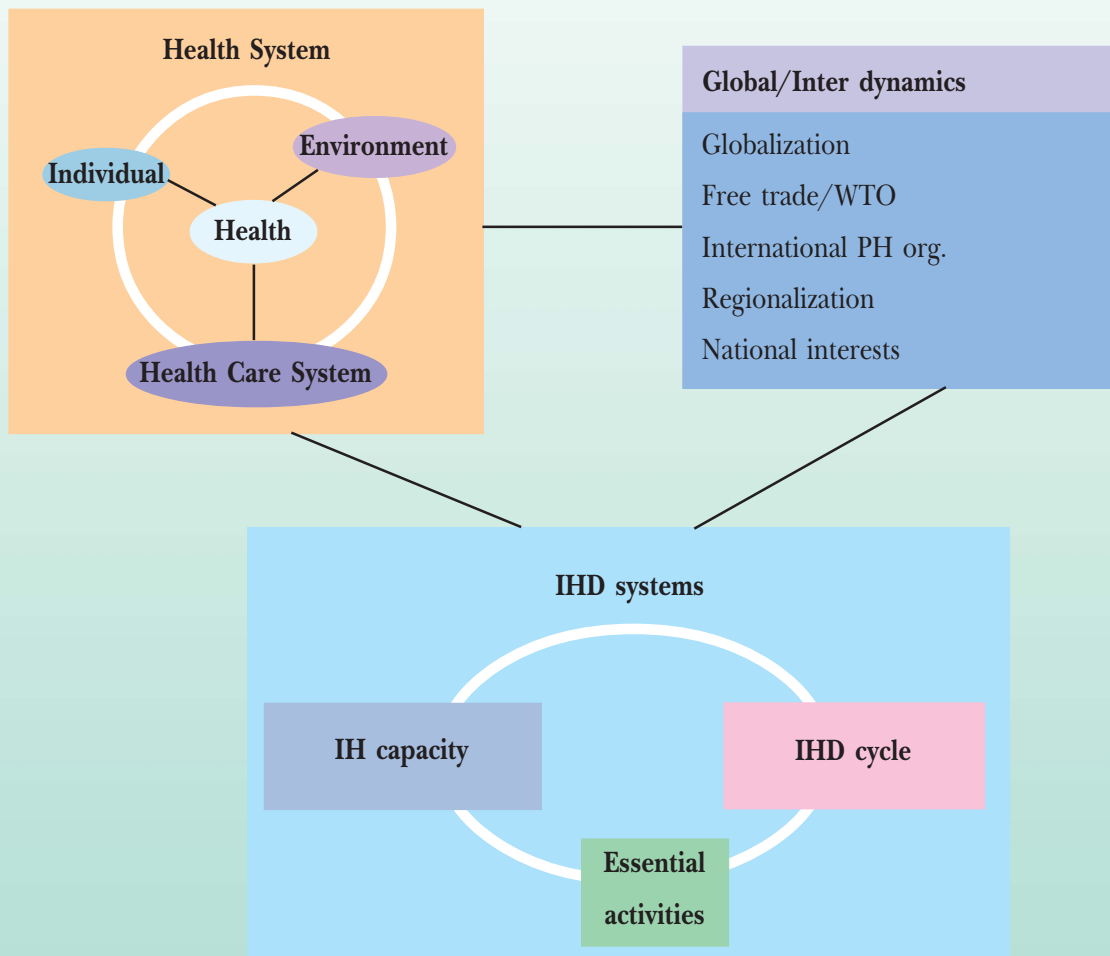 Health System
Individual
Environment
Health
Health Care System
Global/Inter dynamics
Globalization
Free trade/WTO
International PH org.
Regionalization
National interests
IHD systems
IH capacity
IHD cycle
Essential
activities